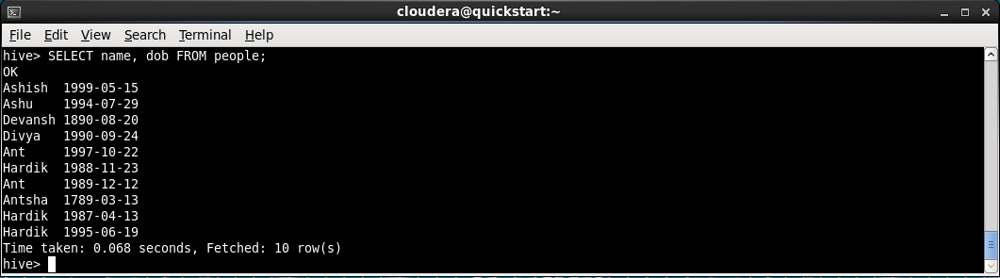 cloudera@quickstart:~
File Edit View Search Terminal Help
hive> SELECT name, dob FROM people;
OK
Ashish  1999-05-15
Ashu    1994-07-29
Devansh 1890-08-20
Divya   1990-09-24
Ant     1997-10-22
Hardik  1988-11-23
Ant     1989-12-12
Antsha  1789-03-13
Hardik  1987-04-13
Hardik  1995-06-19
Time taken: 0.068 seconds, Fetched: 10 row(s)
hive>